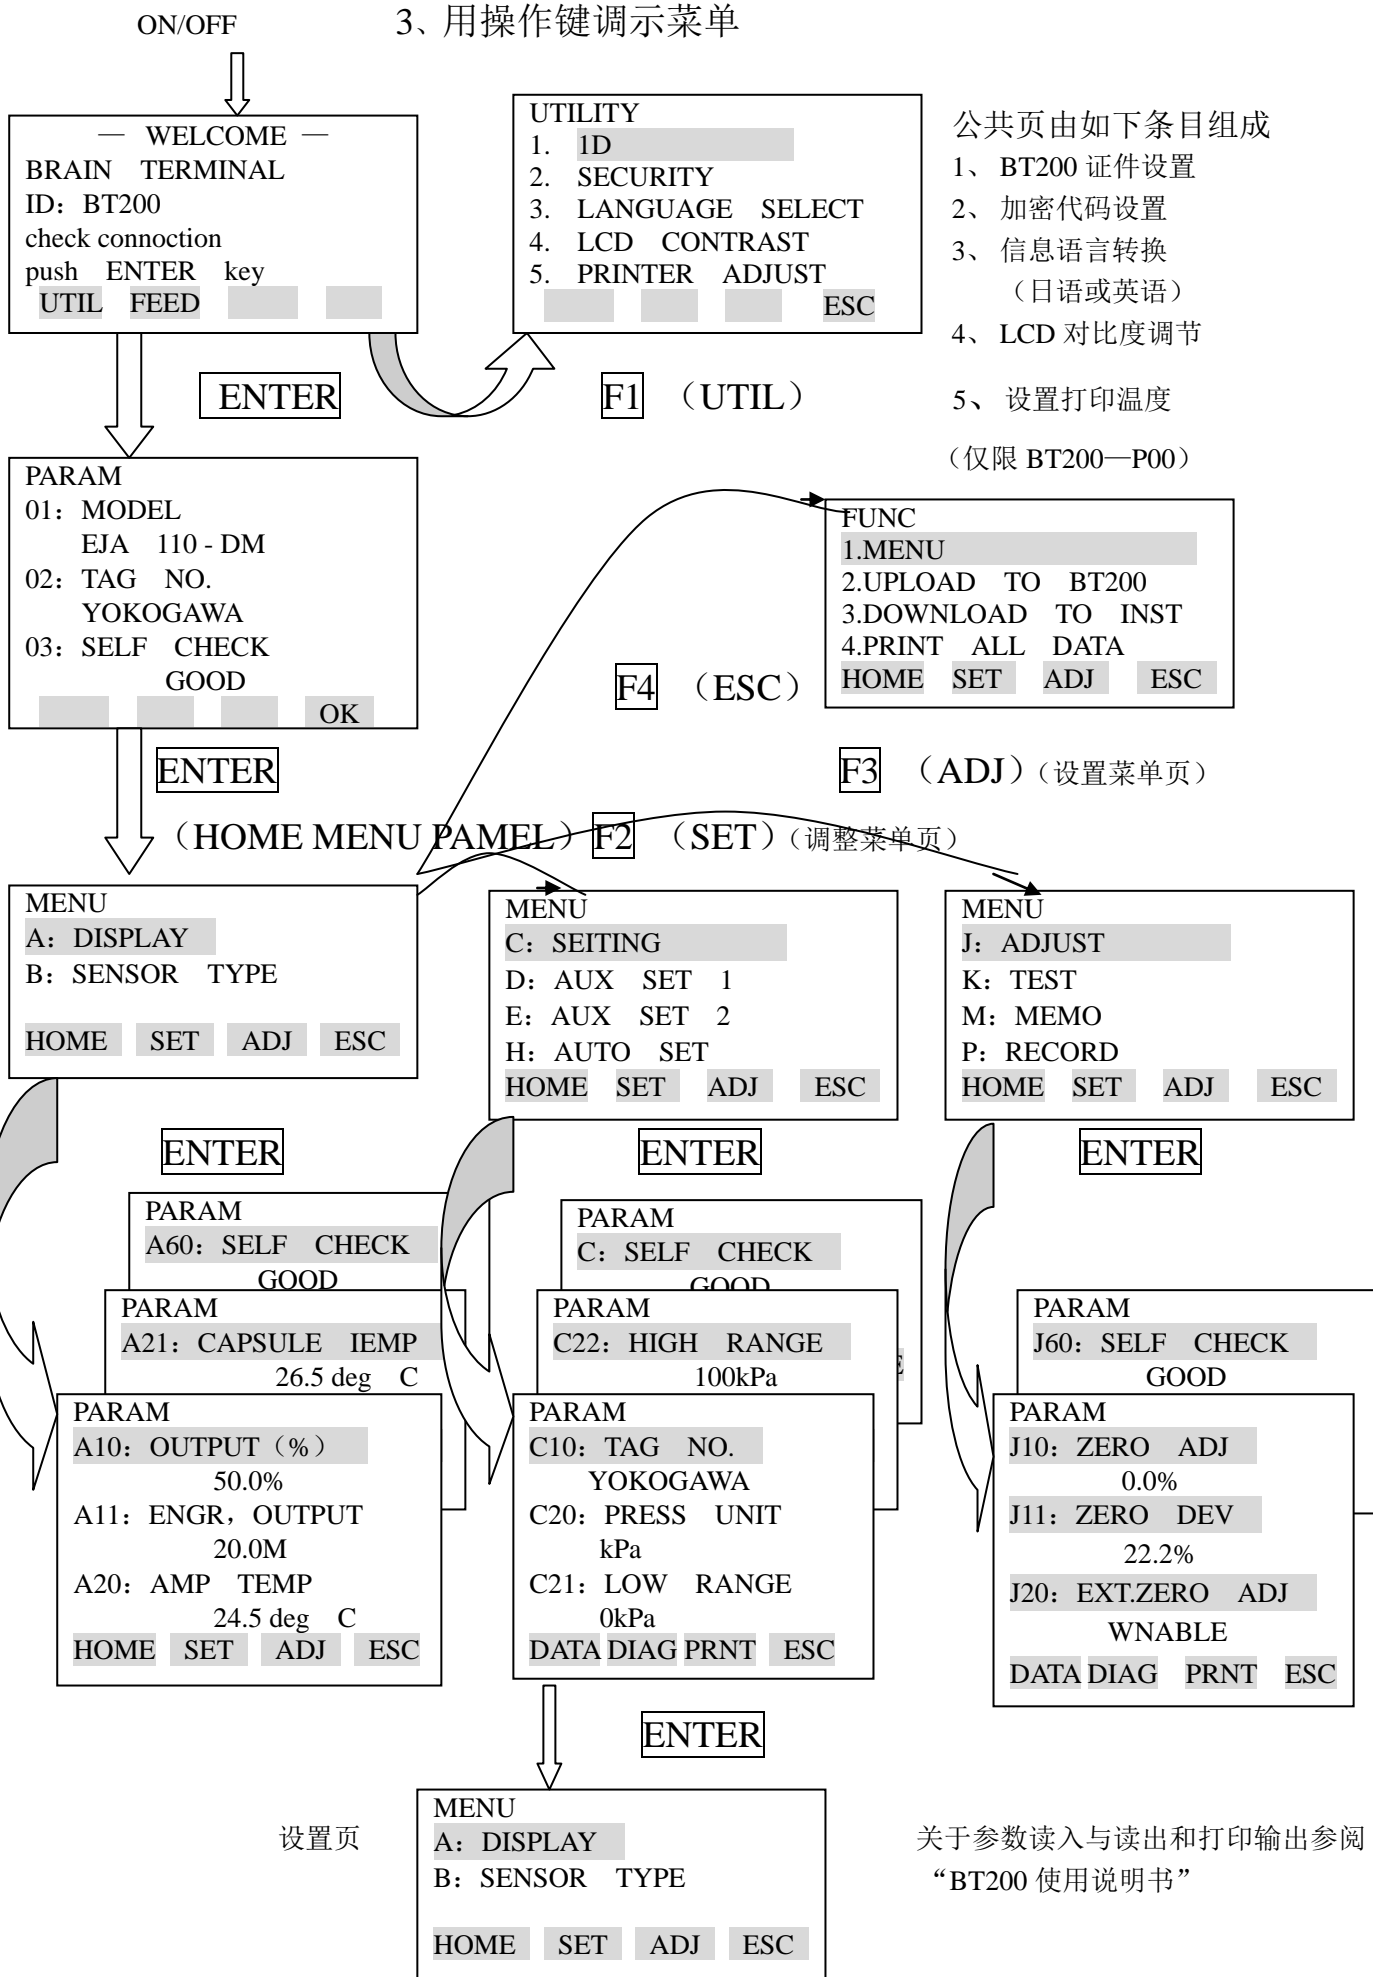 ON/OFF
3、用操作键调示菜单
— WELCOME —
BRAIN TERMINAL
ID：BT200
check connoction
push ENTER key
UTIL FEED
UTILITY
1. 1D
2. SECURITY
3. LANGUAGE SELECT
4. LCD CONTRAST
5. PRINTER ADJUST
ESC
公共页由如下条目组成
1、 BT200 证件设置
2、 加密代码设置
3、 信息语言转换
（日语或英语）
4、 LCD 对比度调节
5、 设置打印温度
（仅限 BT200—P00）
ENTER
F1 （UTIL）
PARAM
01：MODEL
EJA 110 - DM
02：TAG NO.
YOKOGAWA
03：SELF CHECK
GOOD
OK
FUNC
1.MENU
2.UPLOAD TO BT200
3.DOWNLOAD TO INST
4.PRINT ALL DATA
HOME SET ADJ ESC
F4 （ESC）
ENTER
F3 （ADJ）（设置菜单页）
（HOME MENU PAMEL） F2 （SET）（调整菜单页）
MENU
A：DISPLAY
B：SENSOR TYPE
HOME SET ADJ ESC
MENU
C：SEITING
D：AUX SET 1
E：AUX SET 2
H：AUTO SET
HOME SET ADJ ESC
MENU
J：ADJUST
K：TEST
M：MEMO
P：RECORD
HOME SET ADJ ESC
ENTER
ENTER
ENTER
PARAM
A60：SELF CHECK
GOOD
PARAM
A21：CAPSULE IEMP
26.5 deg C
PARAM
A10：OUTPUT（%）
50.0%
A11：ENGR，OUTPUT
20.0M
A20：AMP TEMP
24.5 deg C
HOME SET ADJ ESC
PARAM
C：SELF CHECK
GOOD
PARAM
C22：HIGH RANGE
100kPa
PARAM
C10：TAG NO.
YOKOGAWA
C20：PRESS UNIT
kPa
C21：LOW RANGE
0kPa
DATA DIAG PRNT ESC
PARAM
J60：SELF CHECK
GOOD
PARAM
J10：ZERO ADJ
0.0%
J11：ZERO DEV
22.2%
J20：EXT.ZERO ADJ
WNABLE
DATA DIAG PRNT ESC
ENTER
设置页
MENU
A：DISPLAY
B：SENSOR TYPE
HOME SET ADJ ESC
关于参数读入与读出和打印输出参阅
“BT200 使用说明书”